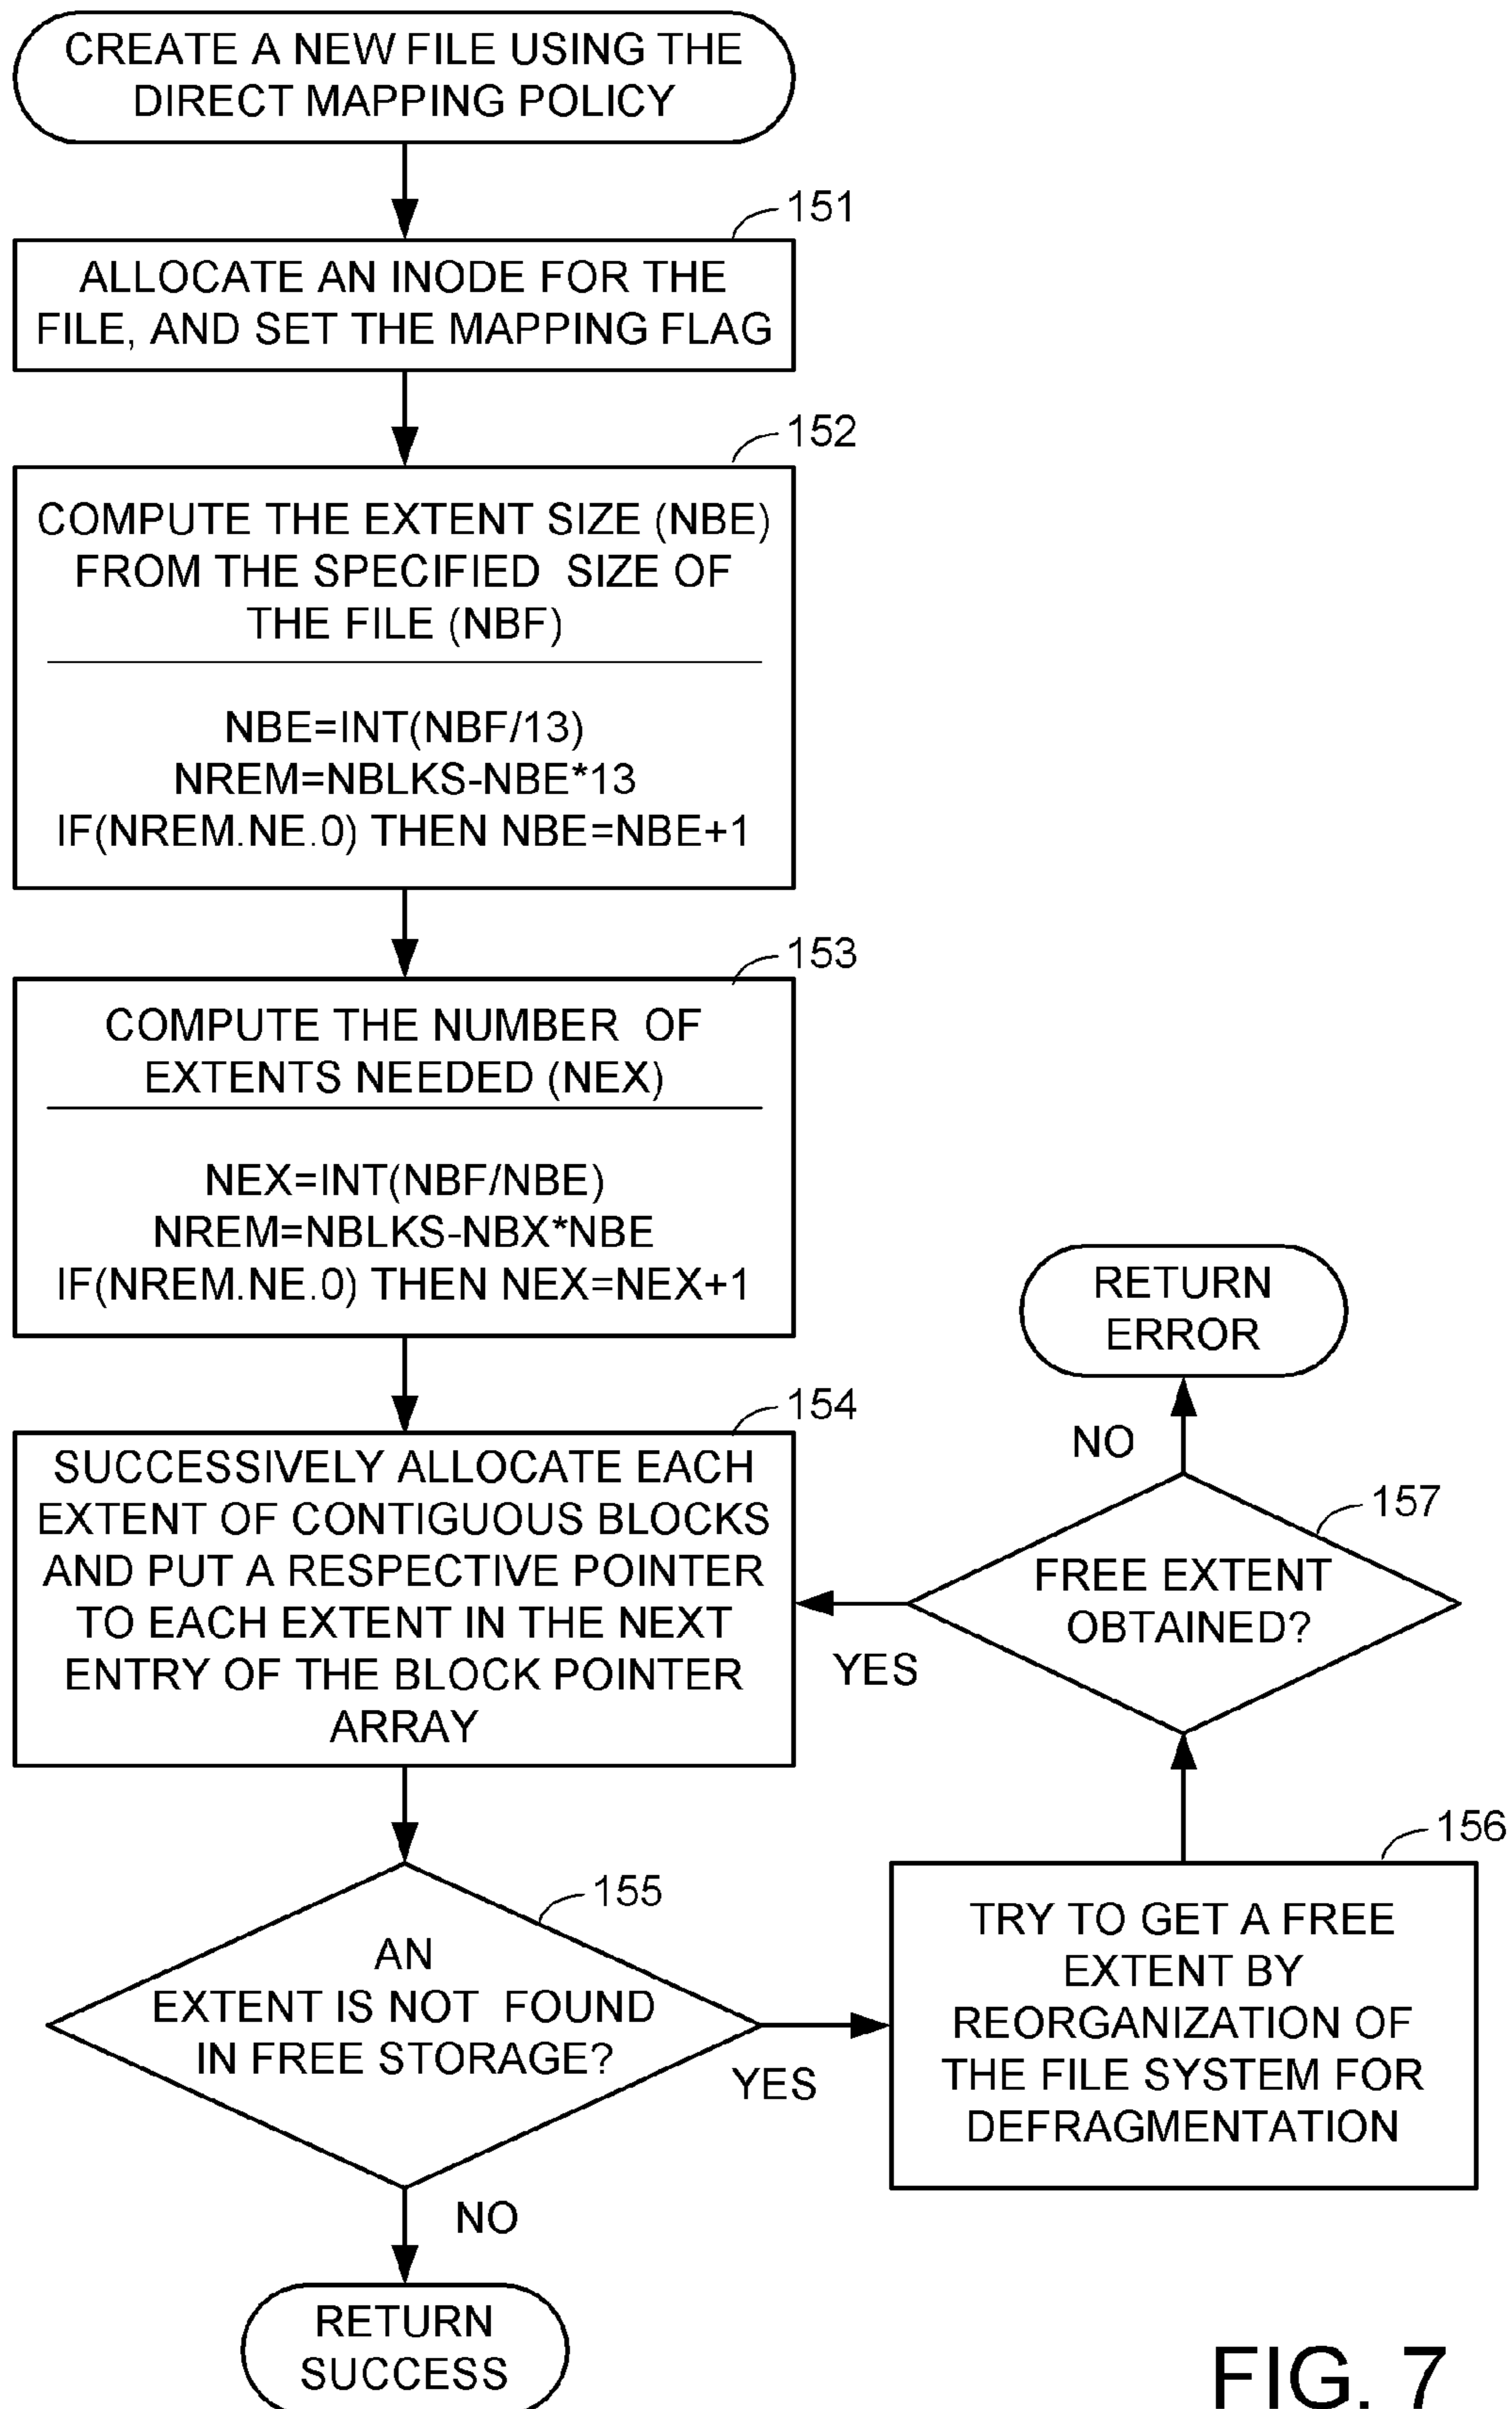 CREATE A NEW FILE USING THE
DIRECT MAPPING POLICY
151
ALLOCATE AN INODE FOR THE
FILE, AND SET THE MAPPING FLAG
152
COMPUTE THE EXTENT SIZE (NBE)
FROM THE SPECIFIED SIZE OF
THE FILE (NBF)
NBE=INT(NBF/13)
NREM=NBLKS-NBE*13
IF(NREM.NE.0) THEN NBE=NBE+1
153
COMPUTE THE NUMBER OF
EXTENTS NEEDED (NEX)
NEX=INT(NBF/NBE)
NREM=NBLKS-NBX*NBE
IF(NREM.NE.0) THEN NEX=NEX+1
154
SUCCESSIVELY ALLOCATE EACH
EXTENT OF CONTIGUOUS BLOCKS
AND PUT A RESPECTIVE POINTER
TO EACH EXTENT IN THE NEXT
ENTRY OF THE BLOCK POINTER
ARRAY
155
AN
EXTENT IS NOT FOUND
IN FREE STORAGE?
YES
NO
RETURN
SUCCESS
156
TRY TO GET A FREE
EXTENT BY
REORGANIZATION OF
THE FILE SYSTEM FOR
DEFRAGMENTATION
157
FREE EXTENT
OBTAINED?
YES
NO
RETURN
ERROR
FIG. 7